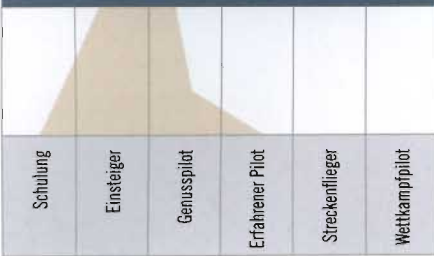 Schulung
Einsteiger
Genusspilot
Erfahrener Pilot
Streckenflieger
Wettkampfpilot